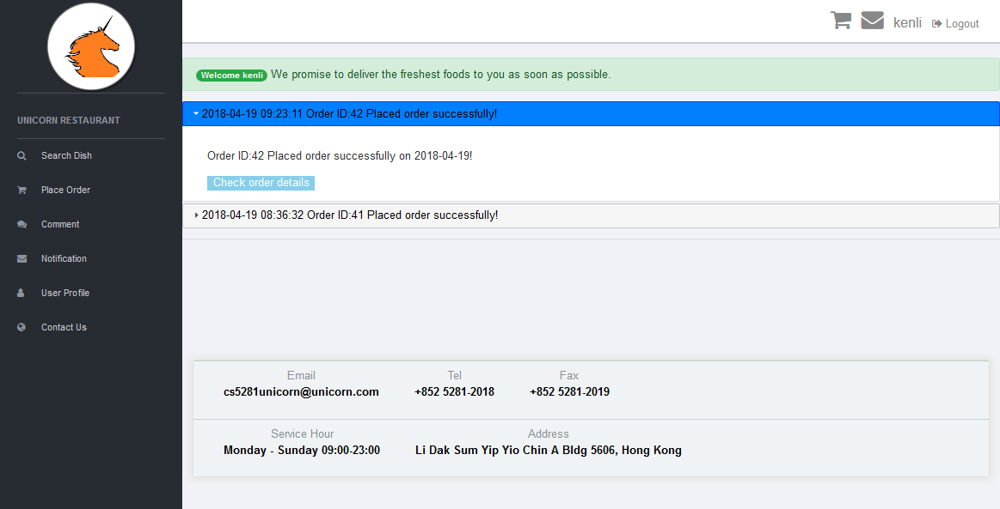 kenli Logout
Welcome kenli We promise to deliver the freshest foods to you as soon as possible.
UNICORN RESTAURANT
Search Dish
Place Order
Comment
Notification
User Profile
Contact Us
2018-04-19 09:23:11 Order ID:42 Placed order successfully!
Order ID:42 Placed order successfully on 2018-04-19!
Check order details
2018-04-19 08:36:32 Order ID:41 Placed order successfully!
Email Tel Fax
cs5281unicorn@unicorn.com +852 5281-2018 +852 5281-2019
Service Hour Address
Monday - Sunday 09:00-23:00 Li Dak Sum Yip Yio Chin A Bldg 5606, Hong Kong